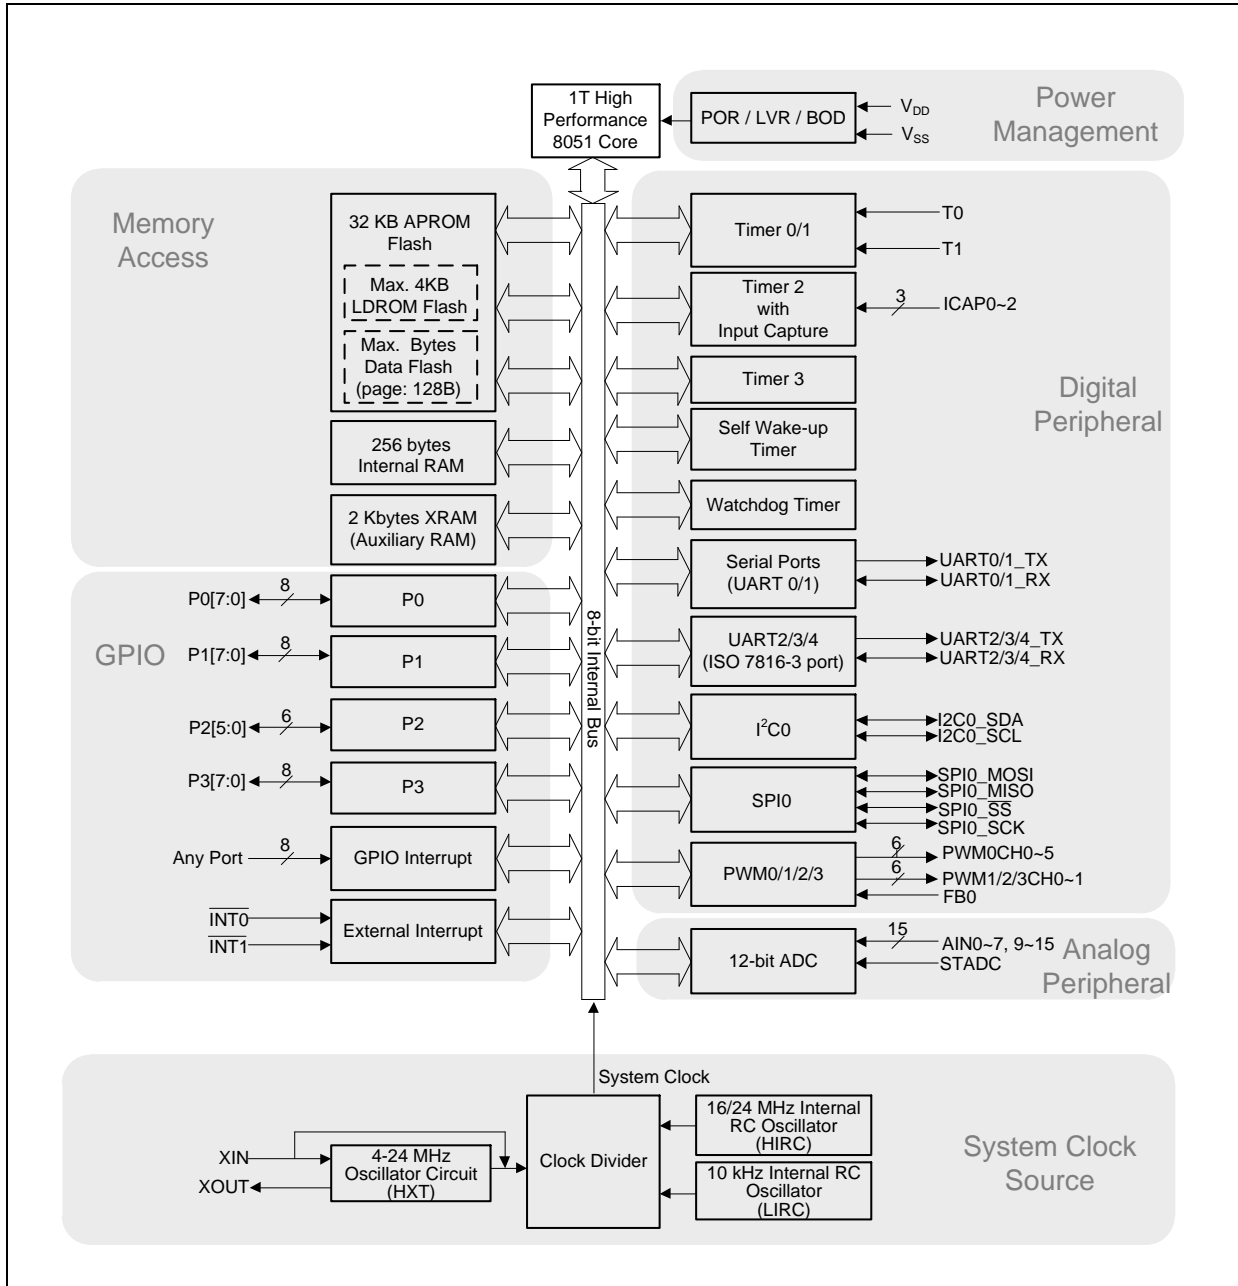 1T High
Performance
8051 Core
POR / LVR / BOD
VDD
VSS
Power
Management
Memory
Access
32 KB APROM
Flash
Max. 4KB
LDROM Flash
Max. Bytes
Data Flash
(page: 128B)
256 bytes
Internal RAM
2 Kbytes XRAM
(Auxiliary RAM)
GPIO
P0[7:0]
8
P0
P1[7:0]
8
P1
P2[5:0]
6
P2
P3[7:0]
8
P3
Any Port
8
GPIO Interrupt
INT0
INT1
External Interrupt
8-bit Internal Bus
Timer 0/1
T0
T1
Timer 2
with
Input Capture
3
ICAP0~2
Timer 3
Self Wake-up
Timer
Watchdog Timer
Serial Ports
(UART 0/1)
UART0/1_TX
UART0/1_RX
UART2/3/4
(ISO 7816-3 port)
UART2/3/4_TX
UART2/3/4_RX
I²C0
I2C0_SDA
I2C0_SCL
SPI0
SPI0_MOSI
SPI0_MISO
SPI0_SS
SPI0_SCK
PWM0/1/2/3
6
PWM0CH0~5
6
PWM1/2/3CH0~1
FB0
Digital
Peripheral
12-bit ADC
15
AIN0~7, 9~15
STADC
Analog
Peripheral
System Clock
XIN
XOUT
4-24 MHz
Oscillator Circuit
(HXT)
Clock Divider
16/24 MHz Internal
RC Oscillator
(HIRC)
10 kHz Internal RC
Oscillator
(LIRC)
System Clock
Source